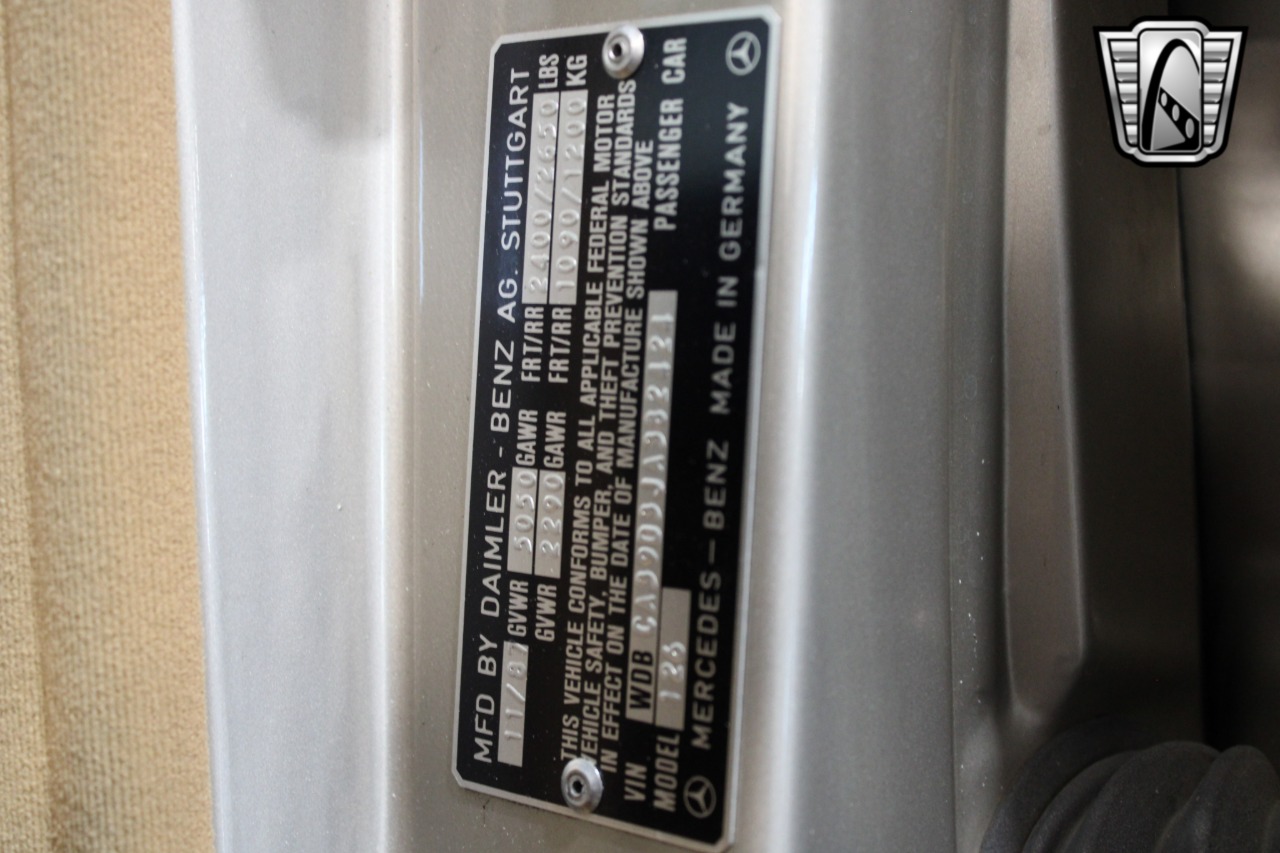 MFD BY DAIMLER - BENZ AG. STUTTGART
11/87 GVWR 5050 GAWR FRT/RR 2400/2650 LBS
GVWR 2290 GAWR FRT/RR 1090/1200 KG
THIS VEHICLE CONFORMS TO ALL APPLICABLE FEDERAL MOTOR
VEHICLE SAFETY, BUMPER, AND THEFT PREVENTION STANDARDS
IN EFFECT ON THE DATE OF MANUFACTURE SHOWN ABOVE
VIN WDB
MODEL 126 PASSENGER CAR
MERCEDES-BENZ MADE IN GERMANY